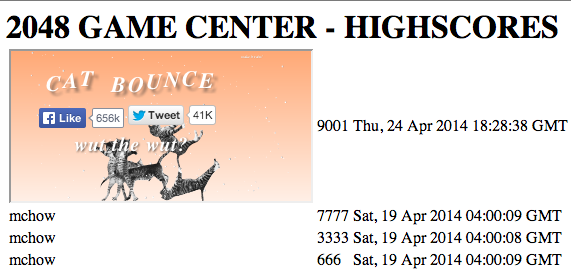 2048 GAME CENTER - HIGHSCORES
CAT BOUNCE
Like 656k Tweet 41K
wut the wut?
9001 Thu, 24 Apr 2014 18:28:38 GMT
mchow 7777 Sat, 19 Apr 2014 04:00:09 GMT
mchow 3333 Sat, 19 Apr 2014 04:00:08 GMT
mchow 666 Sat, 19 Apr 2014 04:00:09 GMT